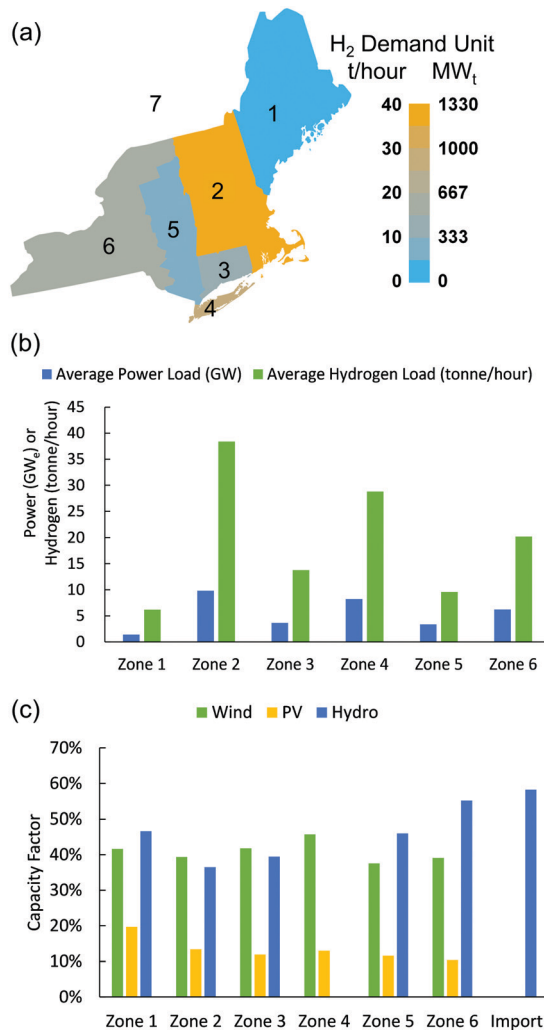 (a)
H₂ Demand Unit
t/hour MWₜ
40 1330
30 1000
20 667
10 333
0 0
7
1
2
5
6
3
4
(b)
Average Power Load (GW) Average Hydrogen Load (tonne/hour)
Power (GWₑ) or
Hydrogen (tonne/hour)
45
40
35
30
25
20
15
10
5
0
Zone 1 Zone 2 Zone 3 Zone 4 Zone 5 Zone 6
(c)
Wind PV Hydro
Capacity Factor
70%
60%
50%
40%
30%
20%
10%
0%
Zone 1 Zone 2 Zone 3 Zone 4 Zone 5 Zone 6 Import